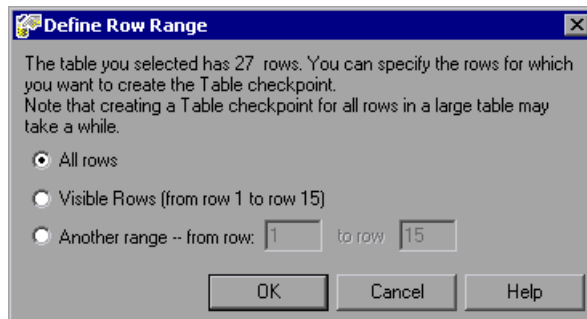 Define Row Range
The table you selected has 27 rows. You can specify the rows for which
you want to create the Table checkpoint.
Note that creating a Table checkpoint for all rows in a large table may
take a while.
All rows
Visible Rows (from row 1 to row 15)
Another range -- from row: 1 to row 15
OK Cancel Help